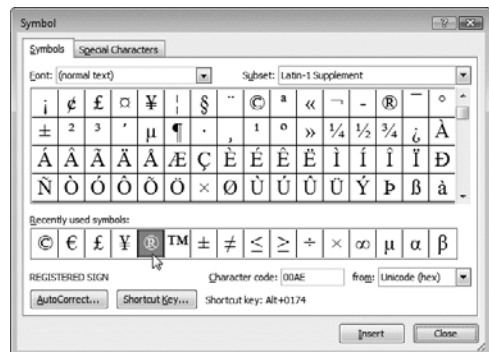 Symbol
Symbols Special Characters
Font: (normal text) Subset: Latin-1 Supplement
¡ ¢ £ ¤ ¥ ¦ § ¨ © ª « ¬ - ® ¯ °
± ² ³ ´ µ ¶ · ¸ ¹ º » ¼ ½ ¾ ¿ À
Á Â Ã Ä Å Æ Ç È É Ê Ë Ì Í Î Ï Ð
Ñ Ò Ó Ô Õ Ö × Ø Ù Ú Û Ü Ý Þ ß à
Recently used symbols:
© € £ ¥ ® ™ ± ≠ ≤ ≥ ÷ × ∞ µ α β
REGISTERED SIGN Character code: 00AE from: Unicode (hex)
AutoCorrect... Shortcut Key... Shortcut key: Alt+0174
Insert Close